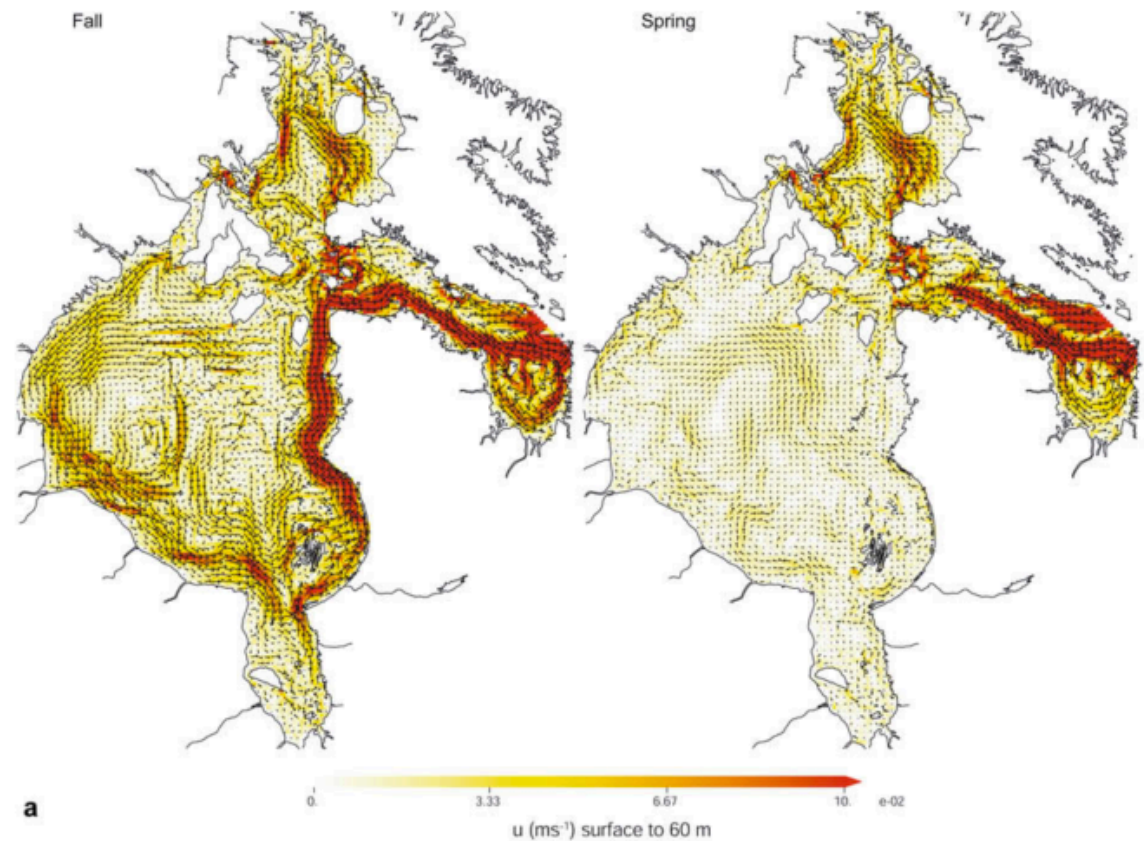 Fall
Spring
0. 3.33 6.67 10. e-02
a
u (ms⁻¹) surface to 60 m